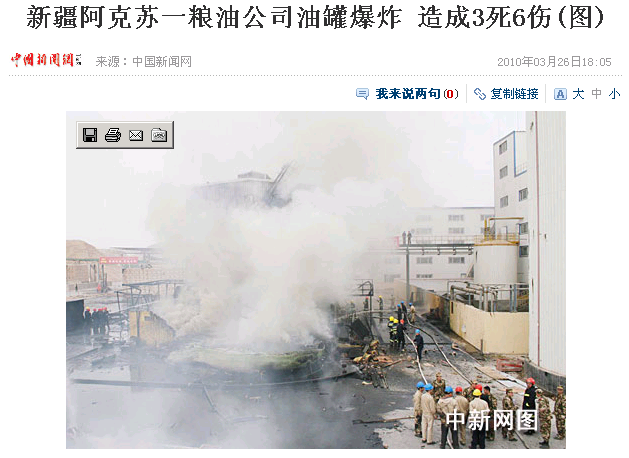 新疆阿克苏一粮油公司油罐爆炸 造成3死6伤(图)
中国新闻网 来源：中国新闻网 2010年03月26日18:05
我来说两句(0) 复制链接 A 大 中 小
中新网图